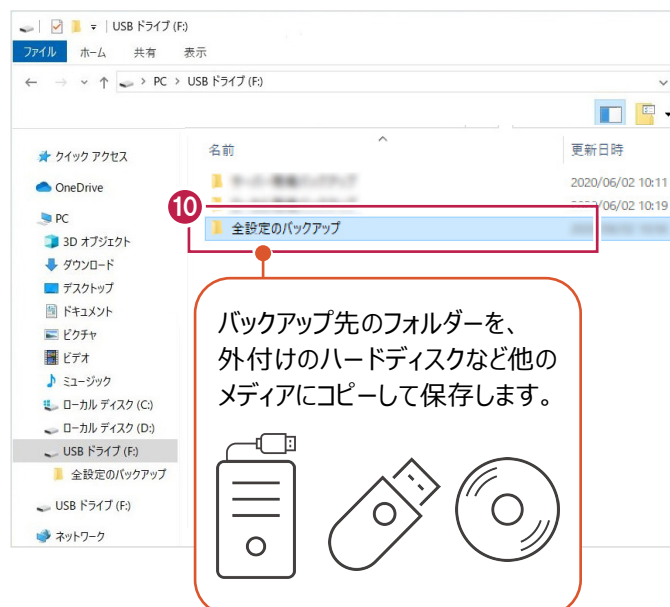 USB ドライブ (F:)
ファイル ホーム 共有 表示
PC > USB ドライブ (F:)
名前 更新日時
クイック アクセス
OneDrive
PC
3D オブジェクト
ダウンロード
デスクトップ
ドキュメント
ピクチャ
ビデオ
ミュージック
ローカル ディスク (C:)
ローカル ディスク (D:)
USB ドライブ (F:)
全設定のバックアップ
USB ドライブ (F:)
ネットワーク
2020/06/02 10:11
/06/02 10:19
10
全設定のバックアップ
バックアップ先のフォルダーを、
外付けのハードディスクなど他の
メディアにコピーして保存します。